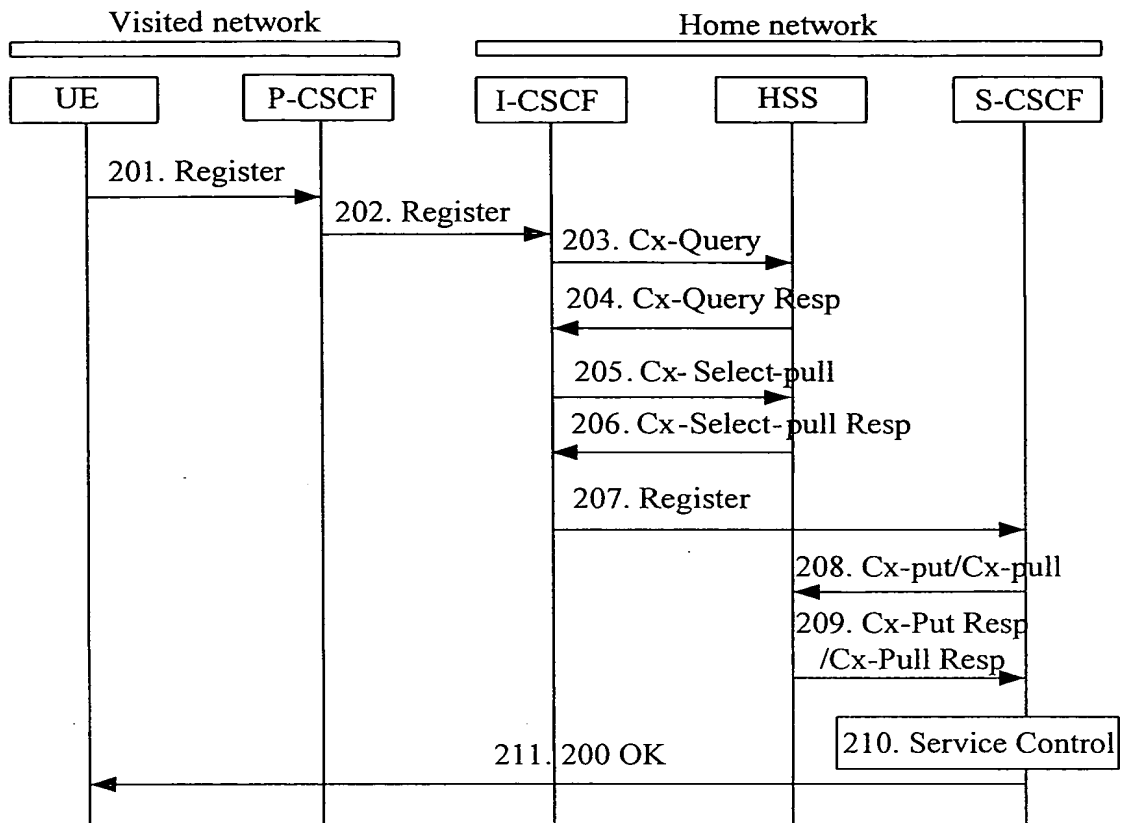 Visited network
Home network
UE
P-CSCF
I-CSCF
HSS
S-CSCF
201. Register
202. Register
203. Cx-Query
204. Cx-Query Resp
205. Cx- Select-pull
206. Cx-Select-pull Resp
207. Register
208. Cx-put/Cx-pull
209. Cx-Put Resp
/Cx-Pull Resp
210. Service Control
211. 200 OK